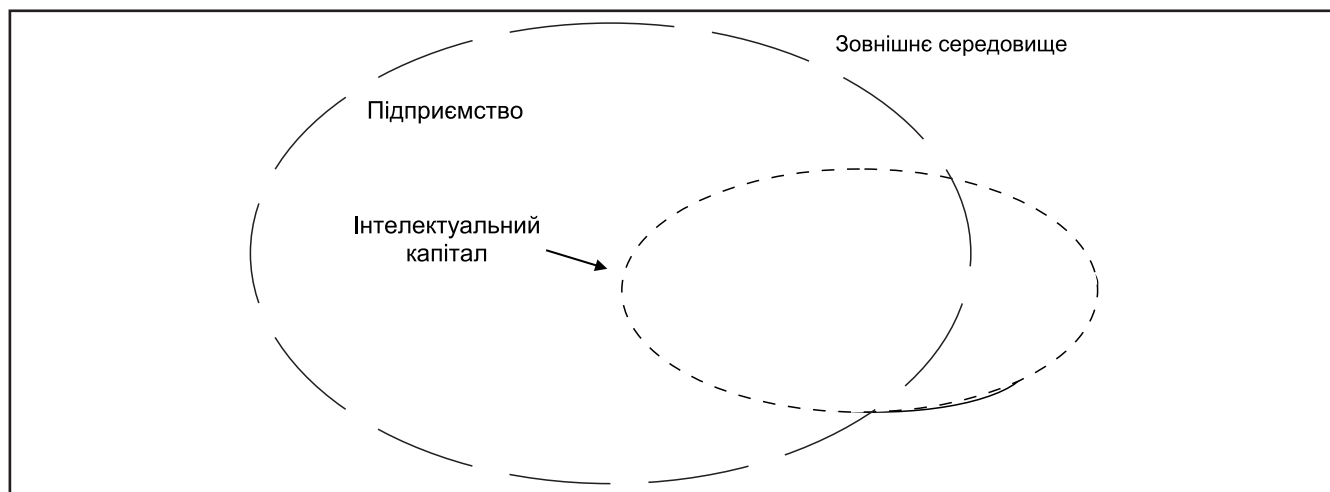 Зовнішнє середовище
Підприємство
Інтелектуальний
капітал